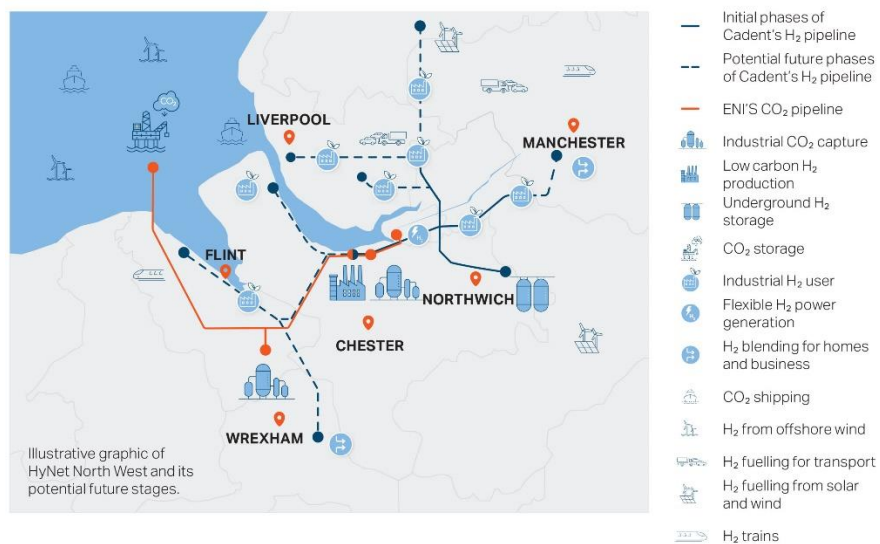 CO₂
LIVERPOOL
MANCHESTER
FLINT
NORTHWICH
CHESTER
WREXHAM
Illustrative graphic of
HyNet North West and its
potential future stages.
Initial phases of
Cadent's H₂ pipeline
Potential future phases
of Cadent's H₂ pipeline
ENI'S CO₂ pipeline
Industrial CO₂ capture
Low carbon H₂
production
Underground H₂
storage
CO₂ storage
Industrial H₂ user
Flexible H₂ power
generation
H₂ blending for homes
and business
CO₂ shipping
H₂ from offshore wind
H₂ fuelling for transport
H₂ fuelling from solar
and wind
H₂ trains